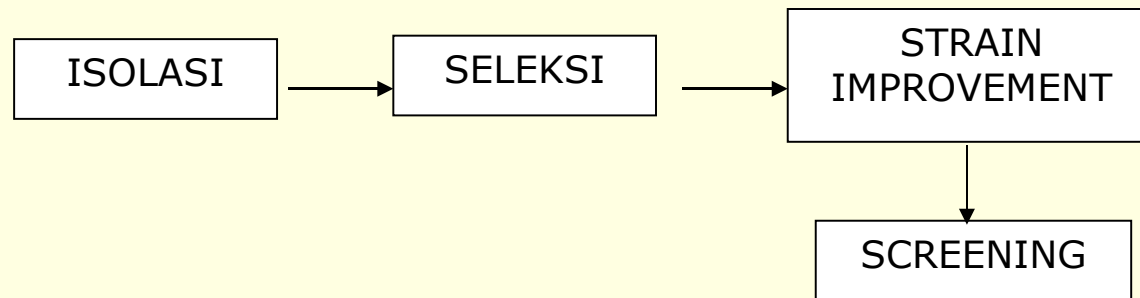 ISOLASI
SELEKSI
STRAIN
IMPROVEMENT
SCREENING